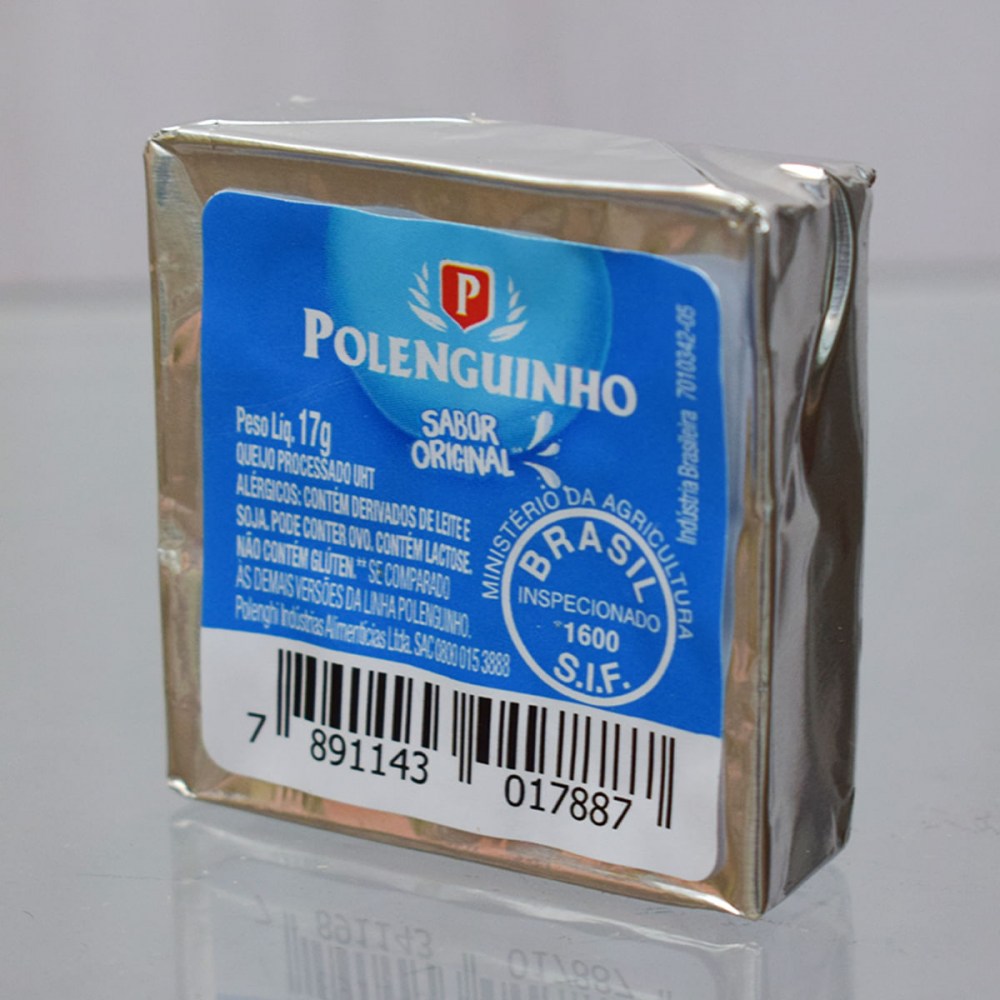 P
POLENGUINHO
SABOR
ORIGINAL
Peso Líq. 17g
QUEIJO PROCESSADO UHT
ALÉRGICOS: CONTÉM DERIVADOS DE LEITE E
SOJA. PODE CONTER OVO. CONTÉM LACTOSE.
NÃO CONTÉM GLÚTEN. ** SE COMPARADO
ÀS DEMAIS VERSÕES DA LINHA POLENGUINHO.
Polenghi Indústrias Alimentícias Ltda. SAC 0800 015 3888
MINISTÉRIO DA AGRICULTURA
BRASIL
INSPECIONADO
1600
S.I.F.
Indústria Brasileira 7010342-05
7 891143 017887